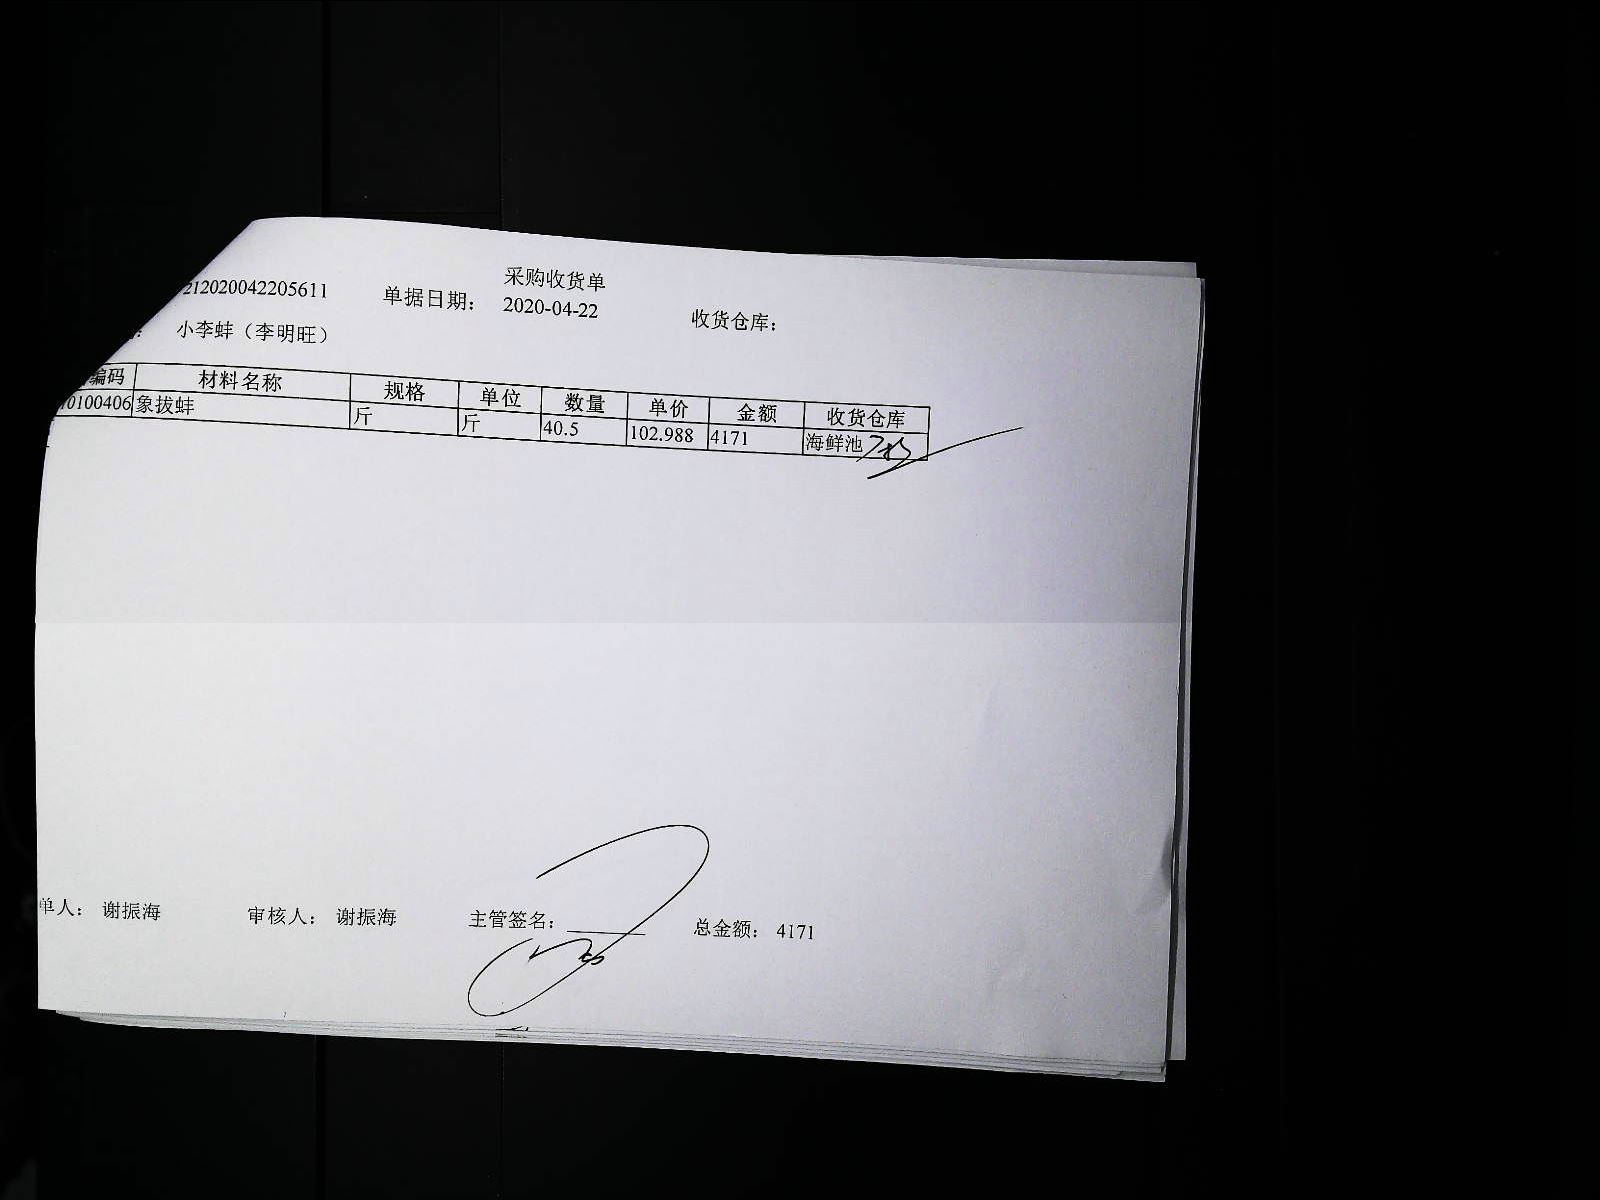 采购收货单
212020042205611 单据日期： 2020-04-22 收货仓库：
小李蚌（李明旺）
编码 材料名称 规格 单位 数量 单价 金额 收货仓库
0100406 象拔蚌 斤 斤 40.5 102.988 4171 海鲜池
单人： 谢振海 审核人： 谢振海 主管签名： 总金额： 4171